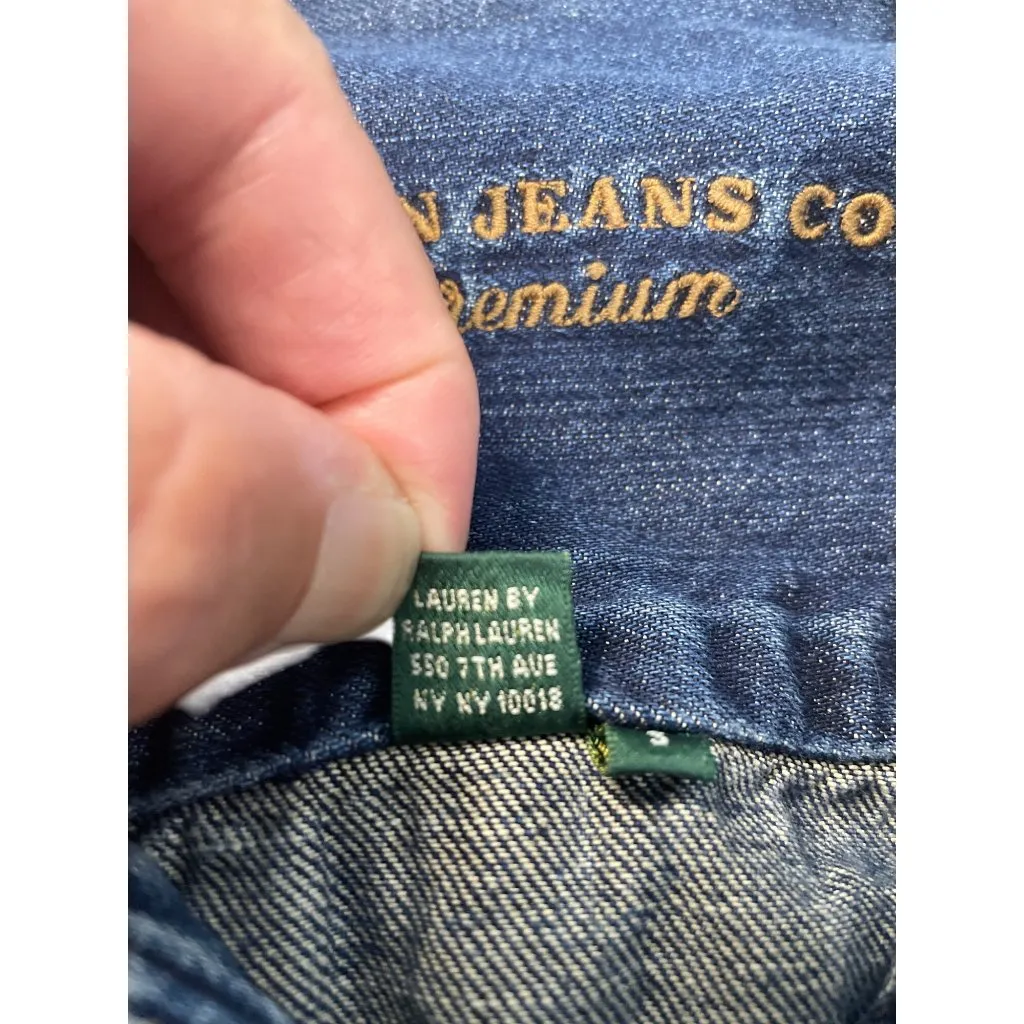 N JEANS CO
remium
LAUREN BY
RALPH LAUREN
550 7TH AVE
NY NY 10018